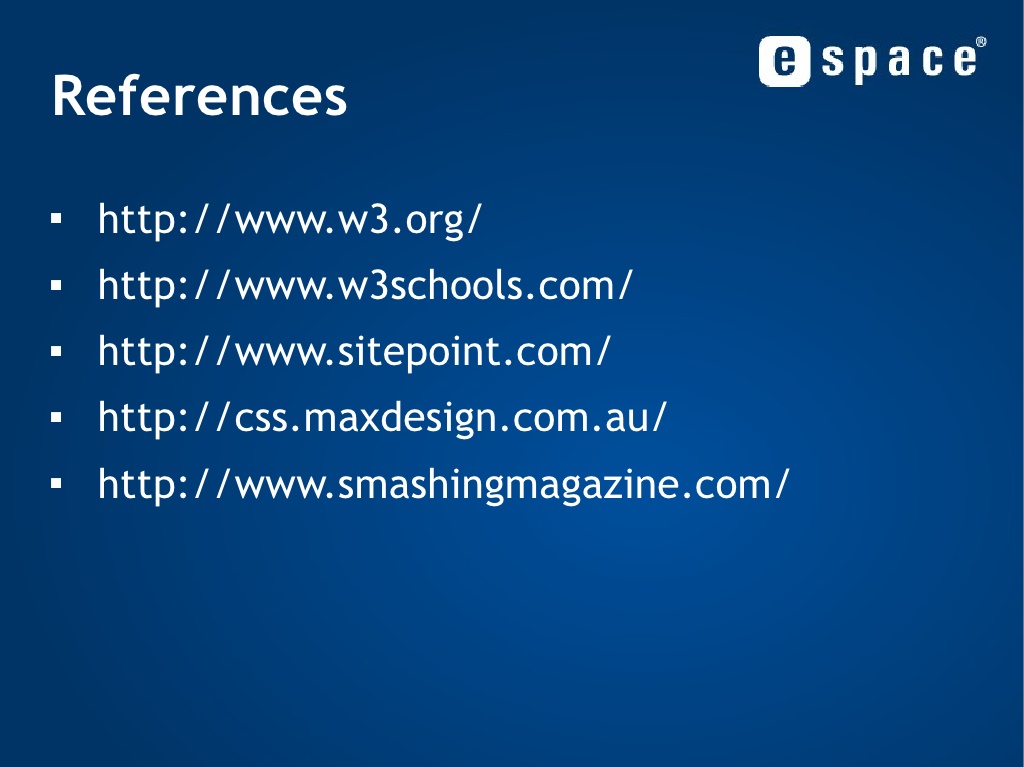 e space®
References
▪ http://www.w3.org/
▪ http://www.w3schools.com/
▪ http://www.sitepoint.com/
▪ http://css.maxdesign.com.au/
▪ http://www.smashingmagazine.com/